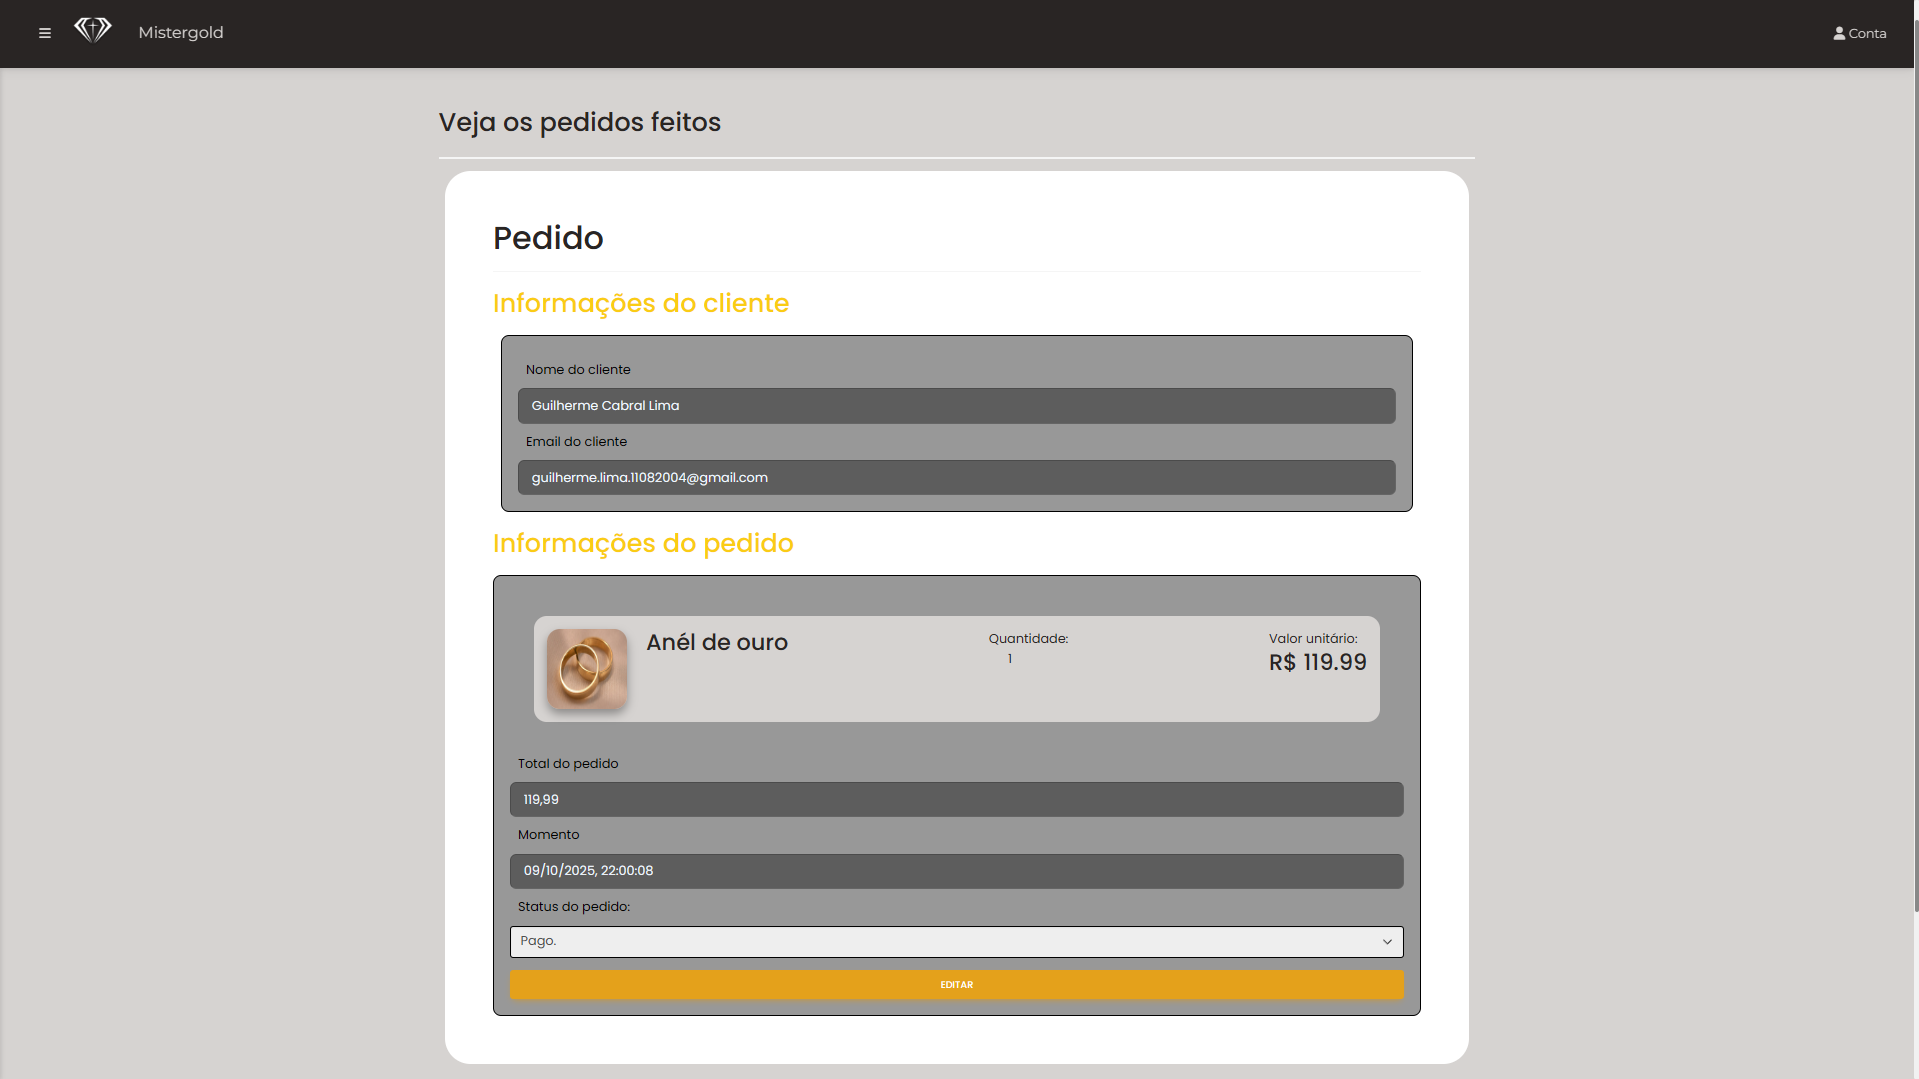 Mistergold
Conta
Veja os pedidos feitos
Pedido
Informações do cliente
Nome do cliente
Guilherme Cabral Lima
Email do cliente
guilherme.lima.11082004@gmail.com
Informações do pedido
Anél de ouro
Quantidade:
1
Valor unitário:
R$ 119.99
Total do pedido
119,99
Momento
09/10/2025, 22:00:08
Status do pedido:
Pago.
EDITAR